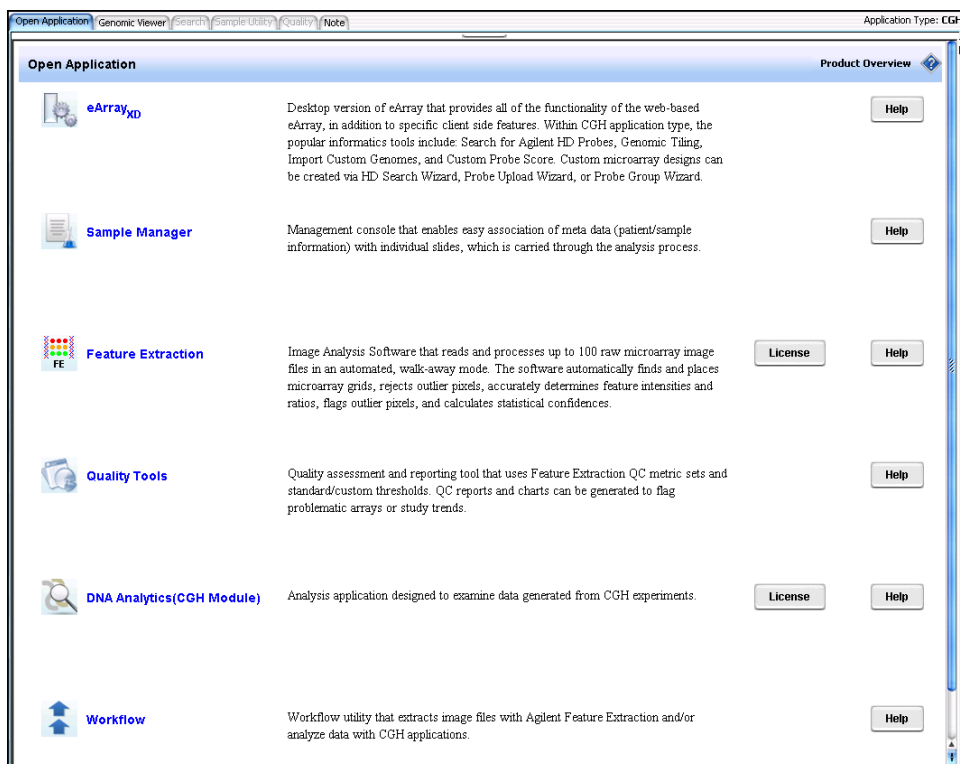 Open Application Genomic Viewer Search Sample Utility Quality Note Application Type: CGH
Open Application Product Overview ?
eArrayXD Desktop version of eArray that provides all of the functionality of the web-based Help
eArray, in addition to specific client side features. Within CGH application type, the
popular informatics tools include: Search for Agilent HD Probes, Genomic Tiling,
Import Custom Genomes, and Custom Probe Score. Custom microarray designs can
be created via HD Search Wizard, Probe Upload Wizard, or Probe Group Wizard.
Sample Manager Management console that enables easy association of meta data (patient/sample Help
information) with individual slides, which is carried through the analysis process.
FE Feature Extraction Image Analysis Software that reads and processes up to 100 raw microarray image License Help
files in an automated, walk-away mode. The software automatically finds and places
microarray grids, rejects outlier pixels, accurately determines feature intensities and
ratios, flags outlier pixels, and calculates statistical confidences.
Quality Tools Quality assessment and reporting tool that uses Feature Extraction QC metric sets and Help
standard/custom thresholds. QC reports and charts can be generated to flag
problematic arrays or study trends.
DNA Analytics(CGH Module) Analysis application designed to examine data generated from CGH experiments. License Help
Workflow Workflow utility that extracts image files with Agilent Feature Extraction and/or Help
analyze data with CGH applications.